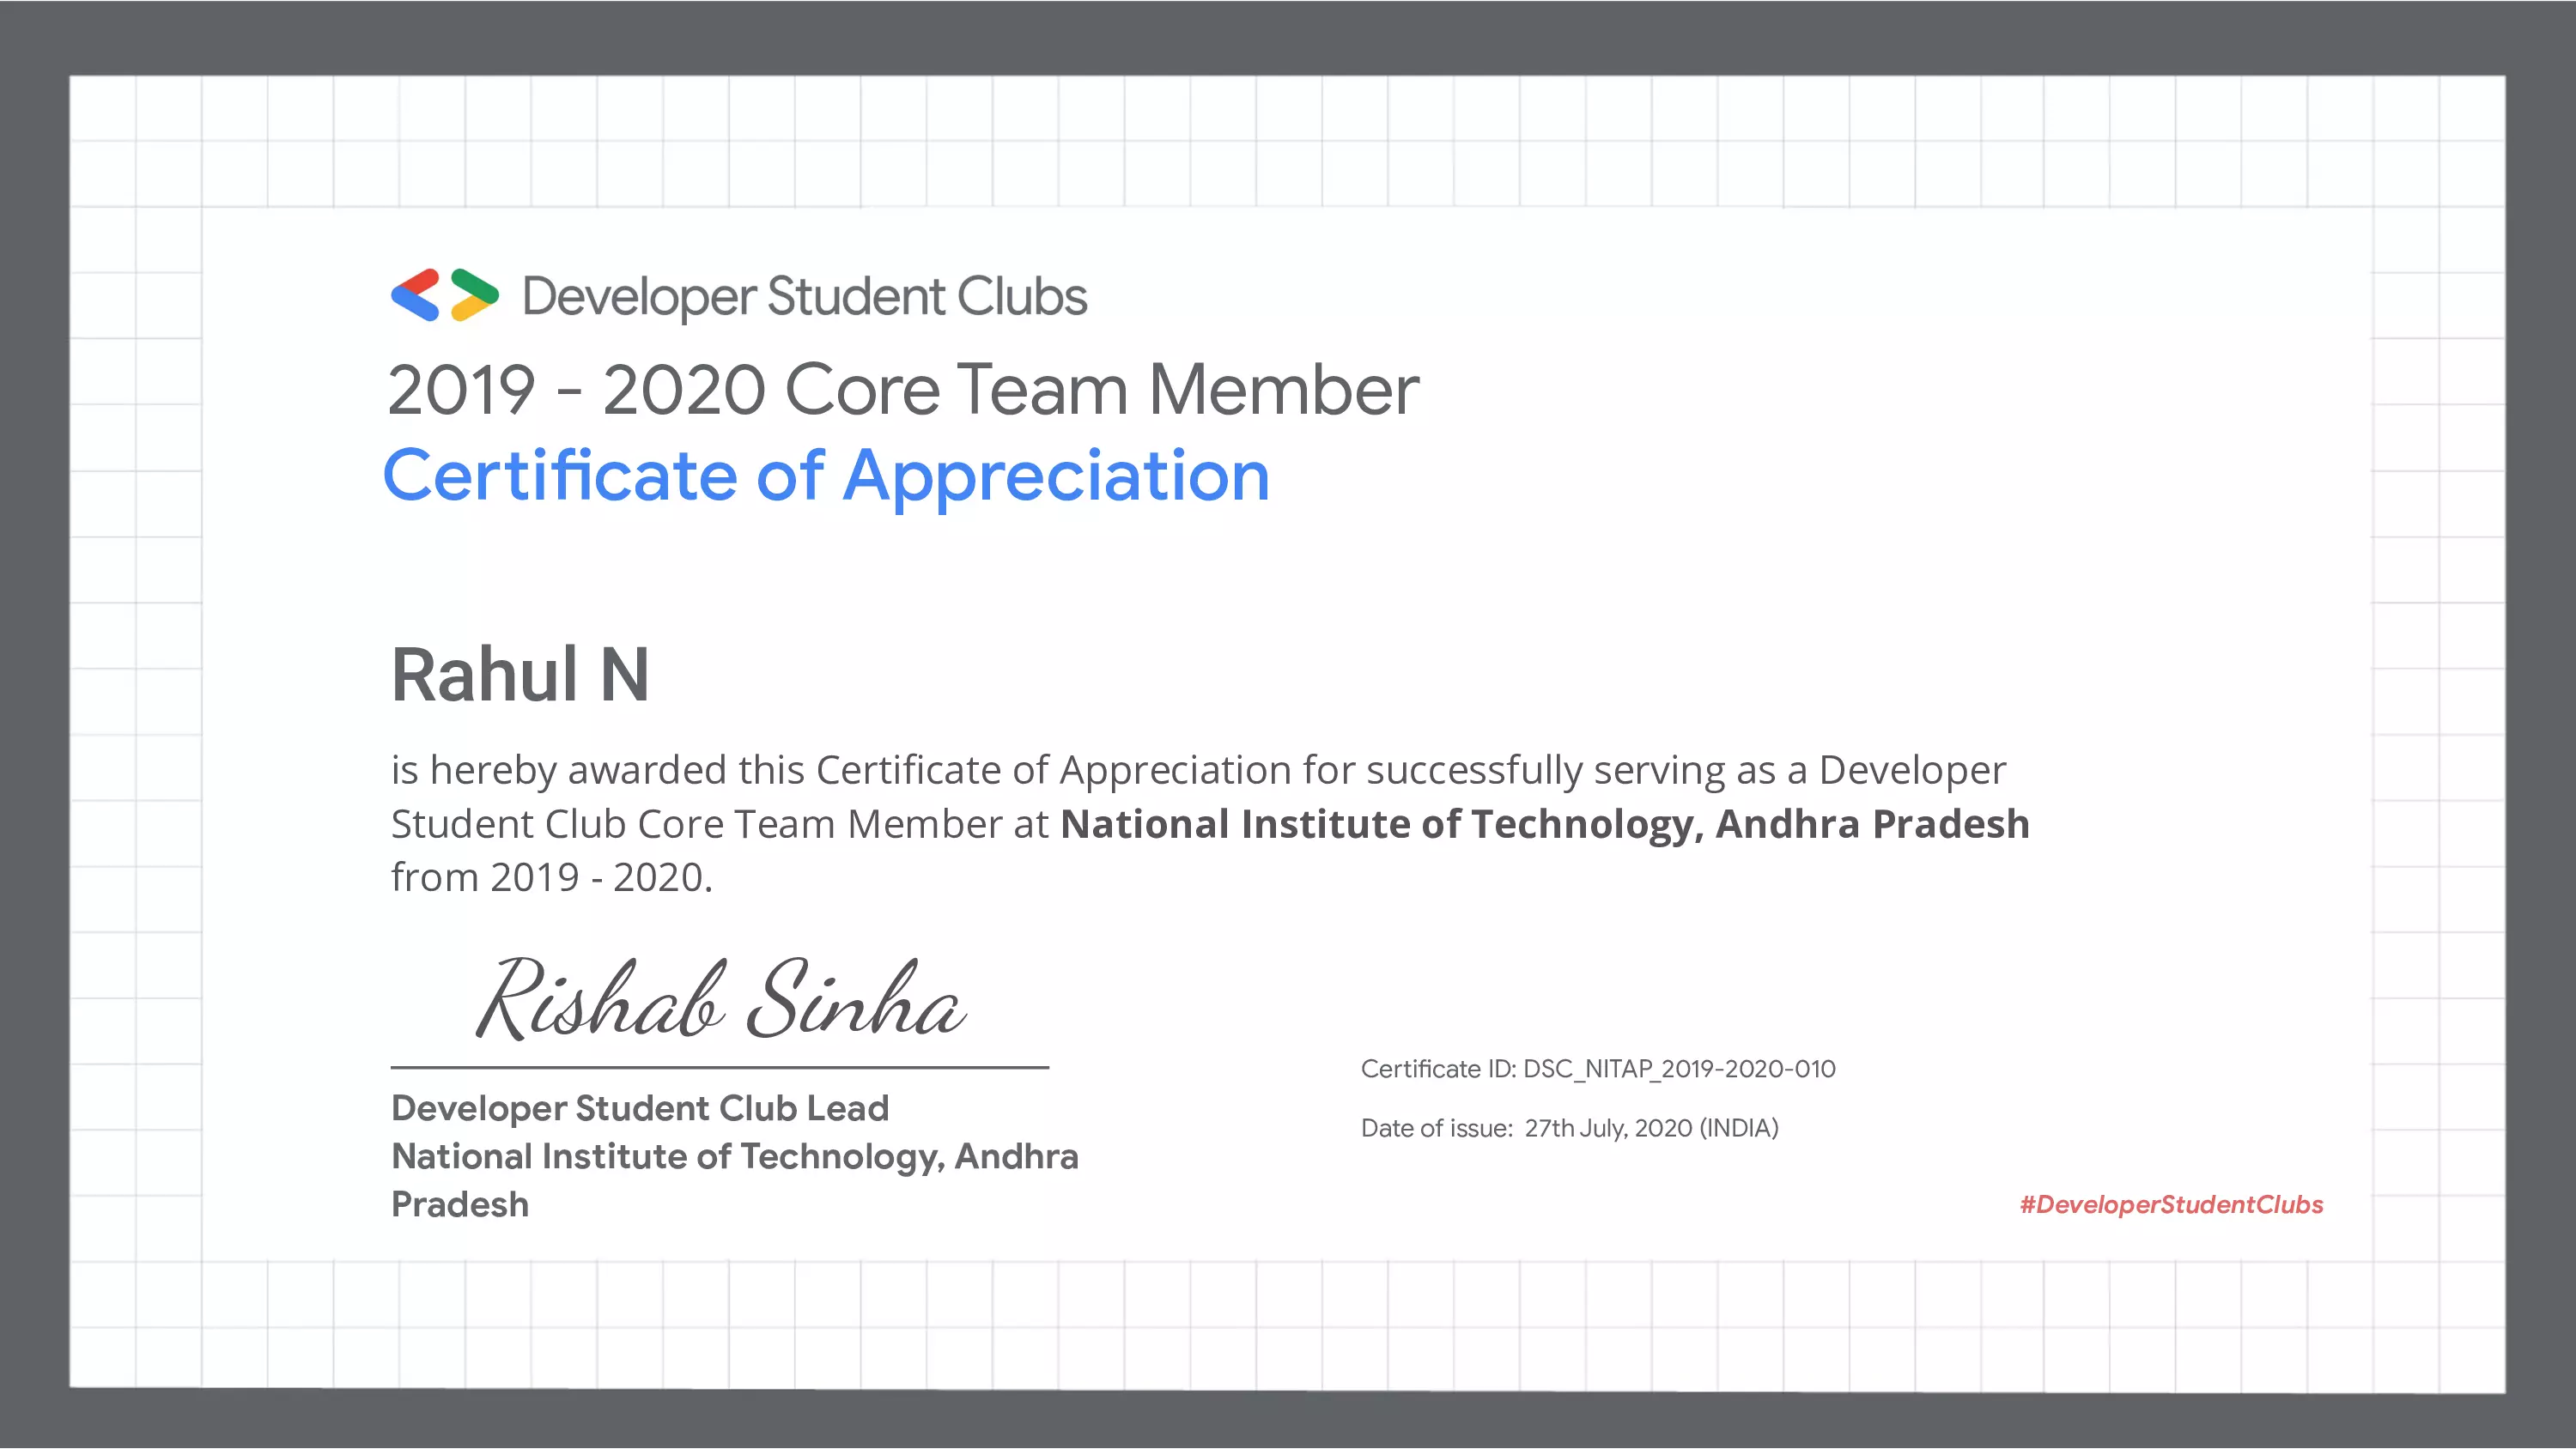 Developer Student Clubs
2019 - 2020 Core Team Member
Certificate of Appreciation
Rahul N
is hereby awarded this Certificate of Appreciation for successfully serving as a Developer
Student Club Core Team Member at National Institute of Technology, Andhra Pradesh
from 2019 - 2020.
Rishab Sinha
Developer Student Club Lead
National Institute of Technology, Andhra
Pradesh
Certificate ID: DSC_NITAP_2019-2020-010
Date of issue: 27th July, 2020 (INDIA)
#DeveloperStudentClubs